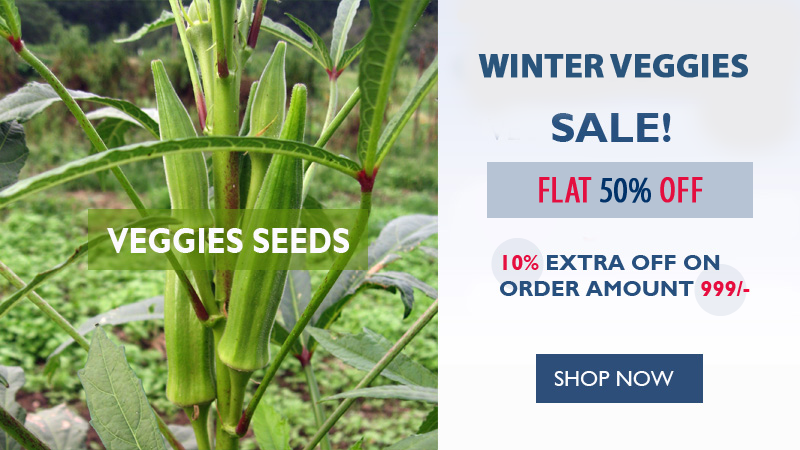 VEGGIES SEEDS
WINTER VEGGIES
SALE!
FLAT 50% OFF
10% EXTRA OFF ON
ORDER AMOUNT 999/-
SHOP NOW